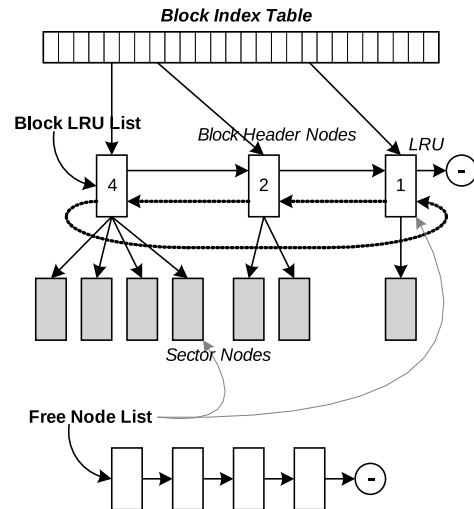 Block Index Table
Block LRU List
Block Header Nodes
LRU
4
2
1
-
Sector Nodes
Free Node List
-